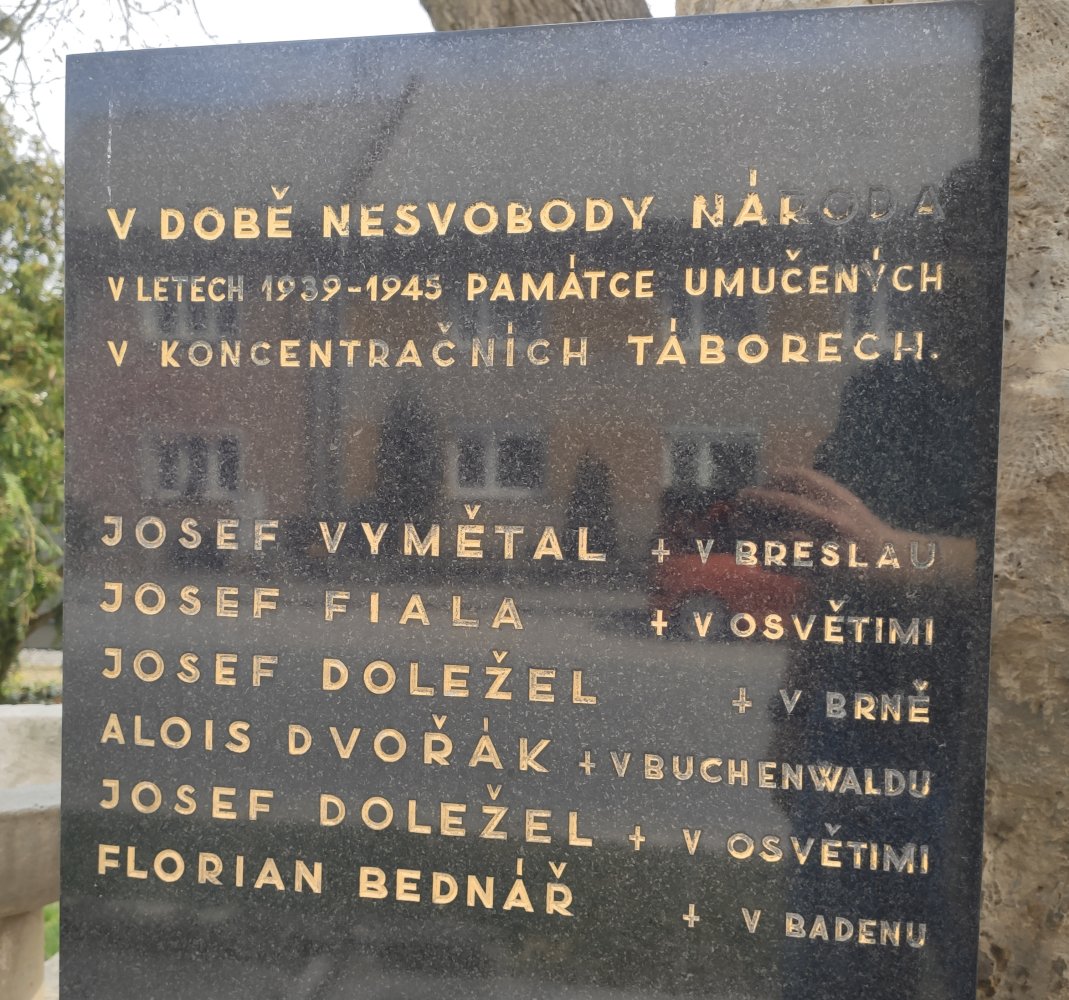 V DOBĚ NESVOBODY NÁRODA
V LETECH 1939-1945 PAMÁTCE UMUČENÝCH
V KONCENTRAČNÍCH TÁBORECH.
JOSEF VYMĚTAL + V BRESLAU
JOSEF FIALA + V OSVĚTIMI
JOSEF DOLEŽEL + V BRNĚ
ALOIS DVOŘÁK + V BUCHENWALDU
JOSEF DOLEŽEL + V OSVĚTIMI
FLORIAN BEDNÁŘ + V BADENU